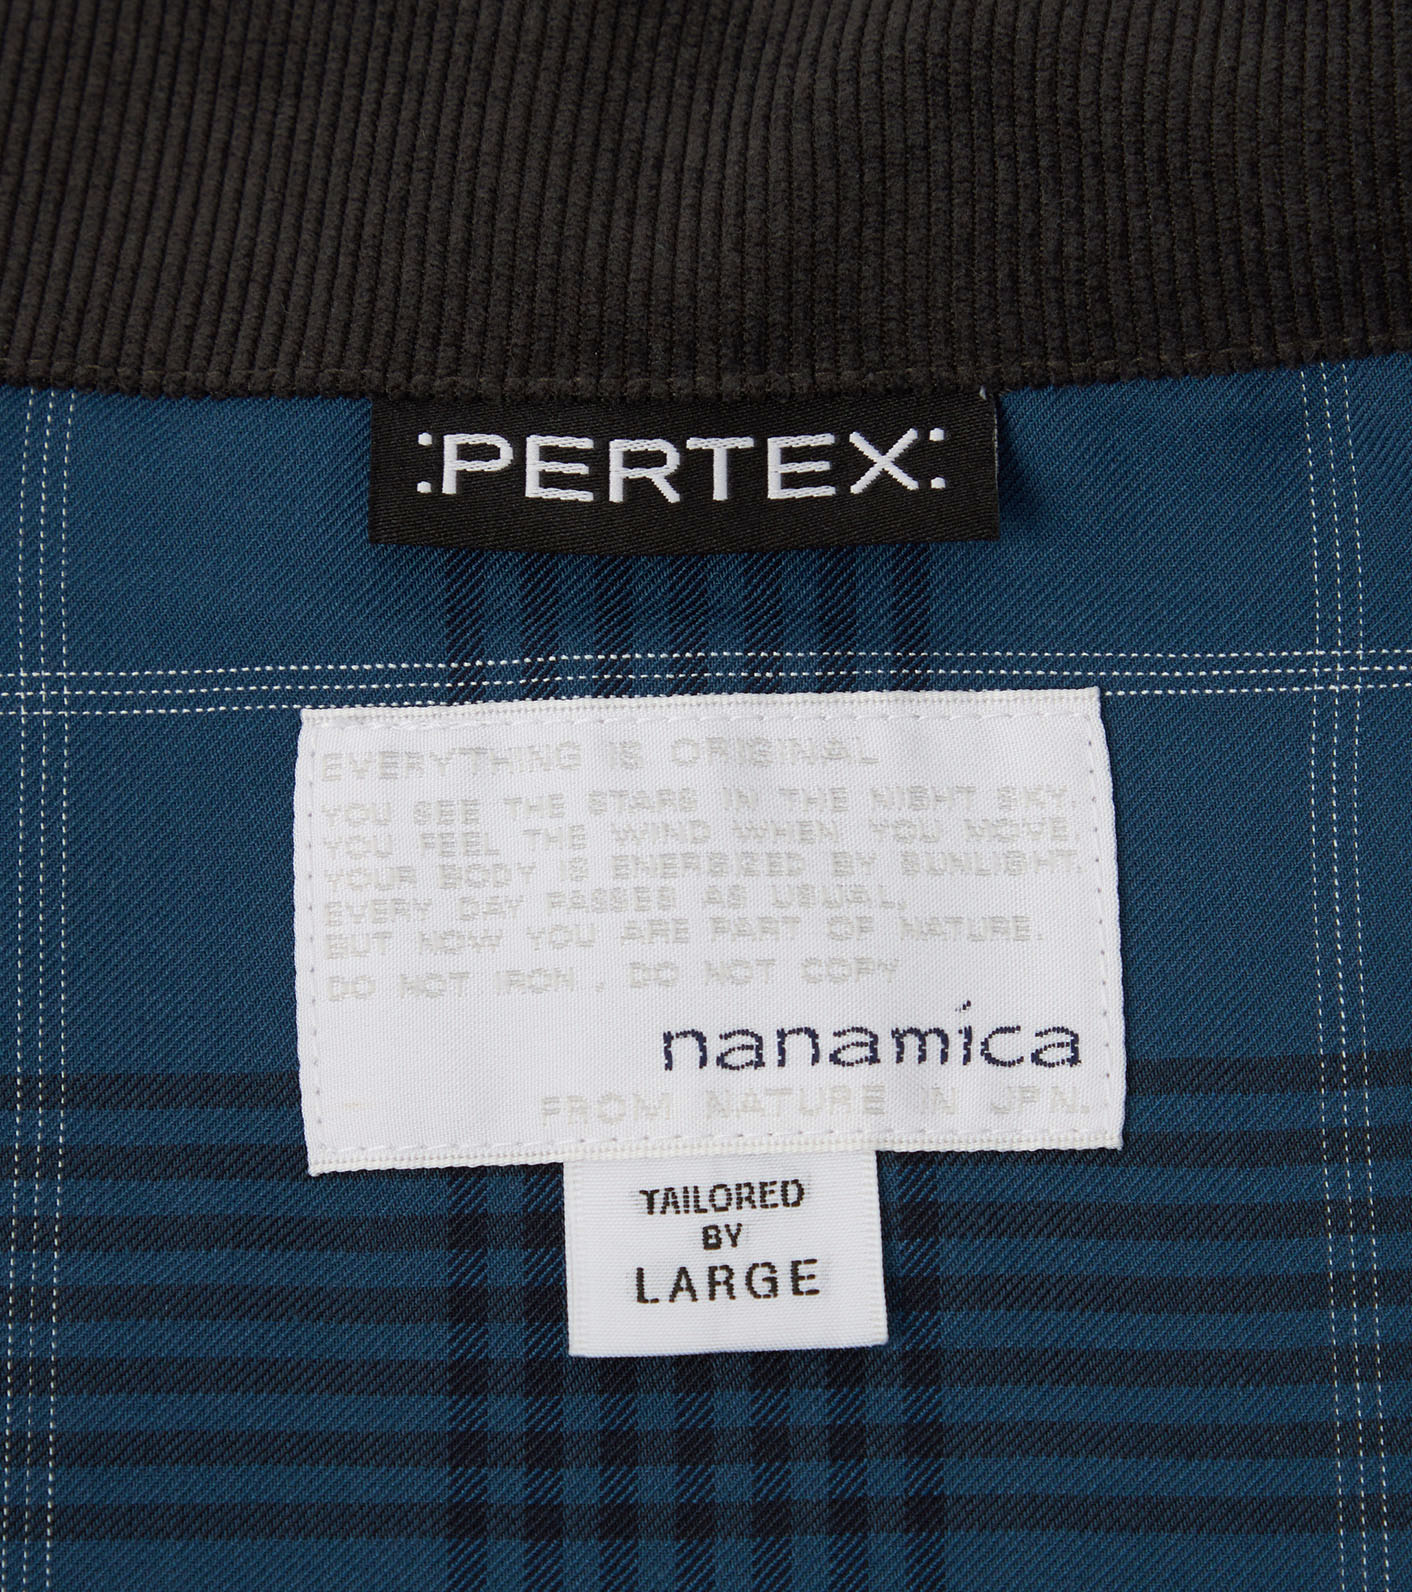 :PERTEX:
EVERYTHING IS ORIGINAL
YOU SEE THE STARS IN THE NIGHT SKY.
YOU FEEL THE WIND WHEN YOU MOVE.
YOUR BODY IS ENERGIZED BY SUNLIGHT.
EVERY DAY PASSES AS USUAL,
BUT NOW YOU ARE PART OF NATURE.
DO NOT IRON , DO NOT COPY
nanamíca
FROM NATURE IN JPN.
TAILORED
BY
LARGE